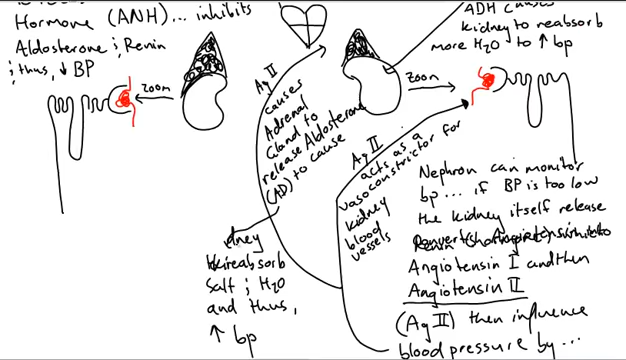 Hormone (ANH)... inhibits
Aldosterone ; Renin
; thus, ↓ BP
zoom
Ag II
causes
Adrenal
Gland to
release Aldosterone
(AD) to cause
kidney
reabsorb
Salt ; H2O
and thus,
↑ bp
ADH causes
kidney to reabsorb
more H2O to ↑ bp
zoom
Ag II
acts as a
vasoconstrictor for
kidney
blood
vessels
Nephron can monitor
bp... if BP is too low
the kidney itself release
Angiotensin I and then
Angiotensin II
(Ag II) then influence
blood pressure by ...